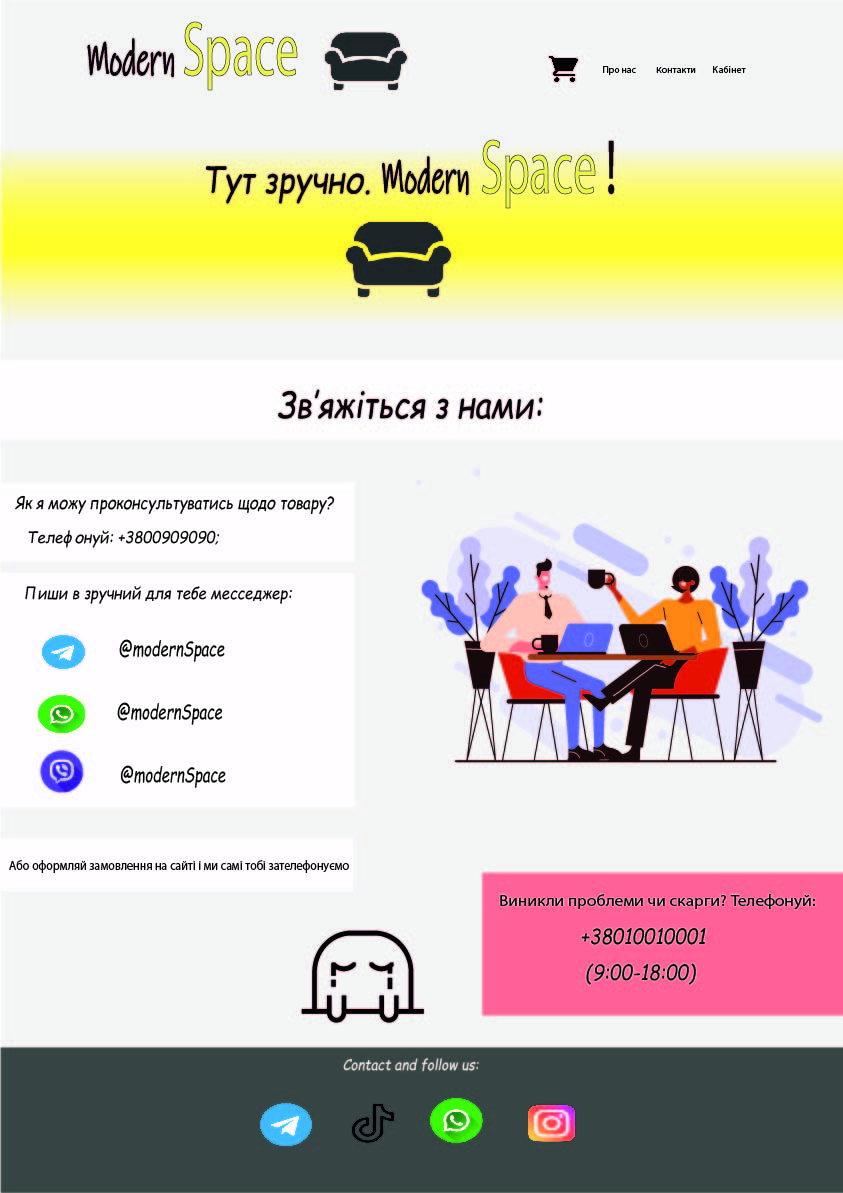 Modern Space
Про нас Контакти Кабінет
Тут зручно. Modern Space!
Зв'яжіться з нами:
Як я можу проконсультуватись щодо товару?
Телеф онуй: +3800909090;
Пиши в зручний для тебе месседжер:
@modernSpace
@modernSpace
@modernSpace
Або оформляй замовлення на сайті і ми самі тобі зателефонуємо
Виникли проблеми чи скарги? Телефонуй:
+38010010001
(9:00-18:00)
Contact and follow us: